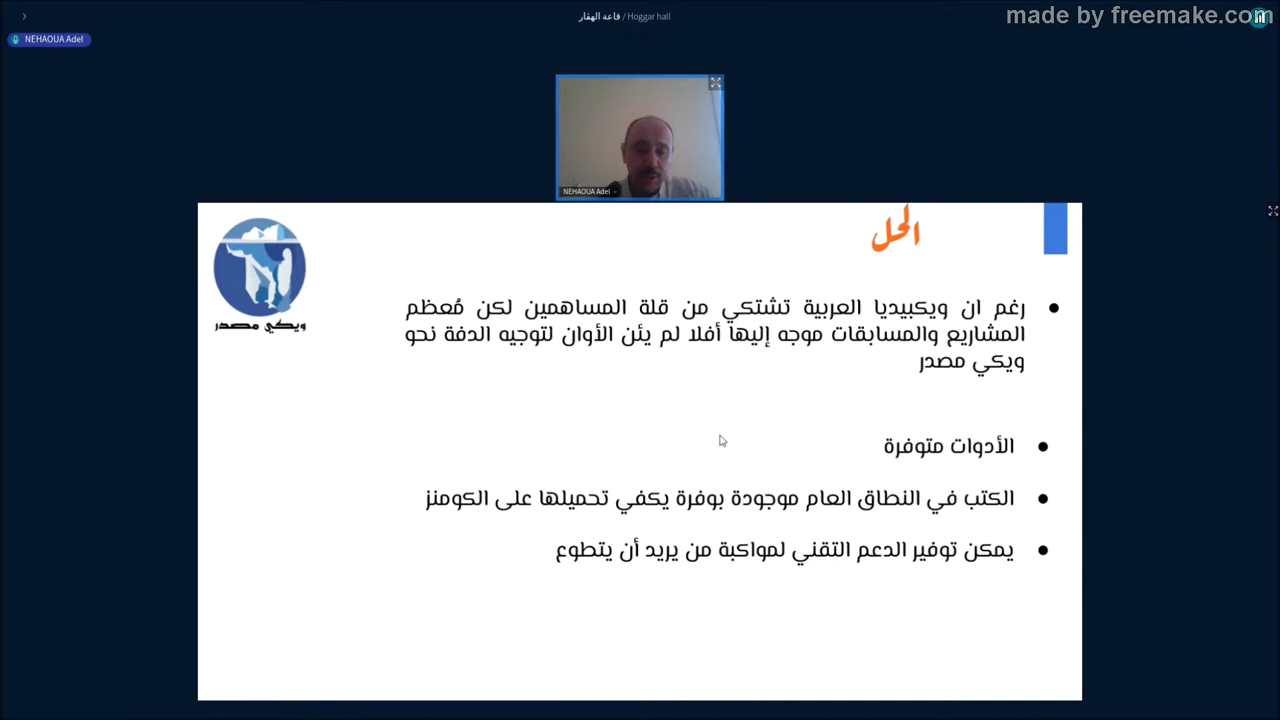 قاعة الهقار / Hoggar hall
made by freemake.com
NEHAOUA Adel
NEHAOUA Adel
الحل
ويكي مصدر
رغم ان ويكيبيديا العربية تشتكي من قلة المساهمين لكن مُعظم
المشاريع والمسابقات موجه إليها أفلا لم يئن الأوان لتوجيه الدفة نحو
ويكي مصدر
الأدوات متوفرة
الكتب في النطاق العام موجودة بوفرة يكفي تحميلها على الكومنز
يمكن توفير الدعم التقني لمواكبة من يريد أن يتطوع